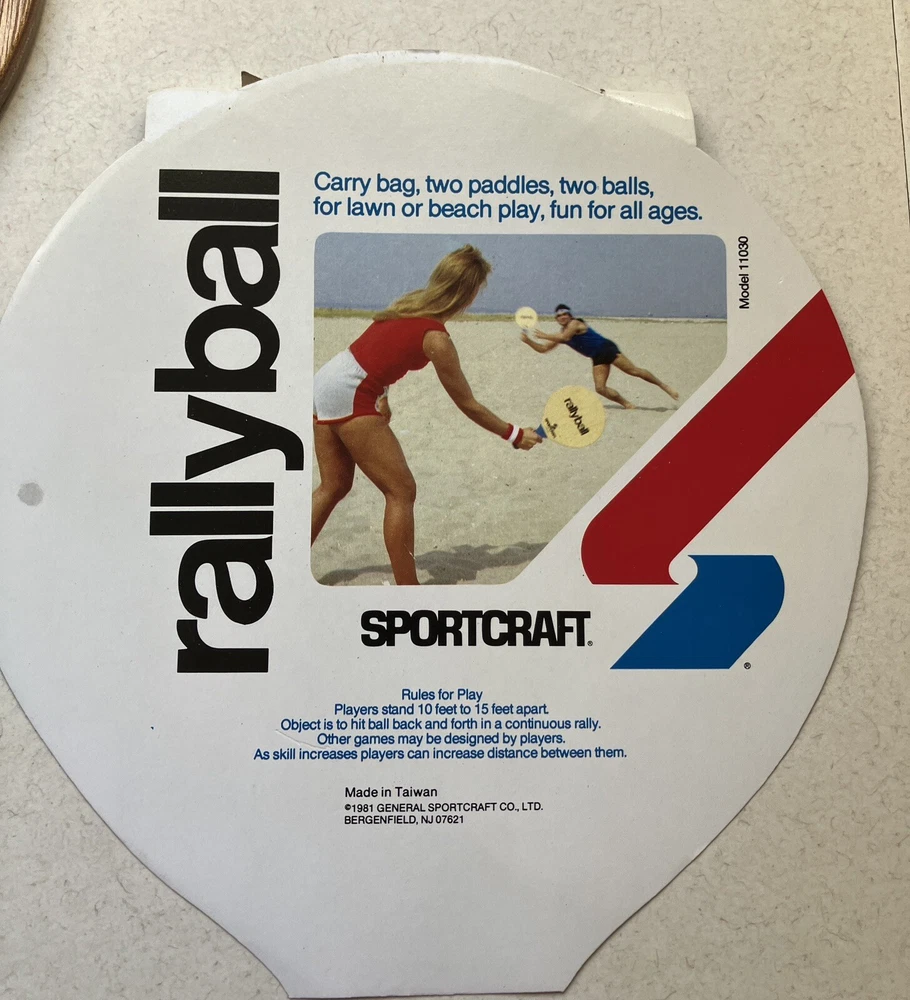 rallyball
Carry bag, two paddles, two balls,
for lawn or beach play, fun for all ages.
Model 11030
rallyball
SPORTCRAFT®
®
Rules for Play
Players stand 10 feet to 15 feet apart.
Object is to hit ball back and forth in a continuous rally.
Other games may be designed by players.
As skill increases players can increase distance between them.
Made in Taiwan
©1981 GENERAL SPORTCRAFT CO., LTD.
BERGENFIELD, NJ 07621